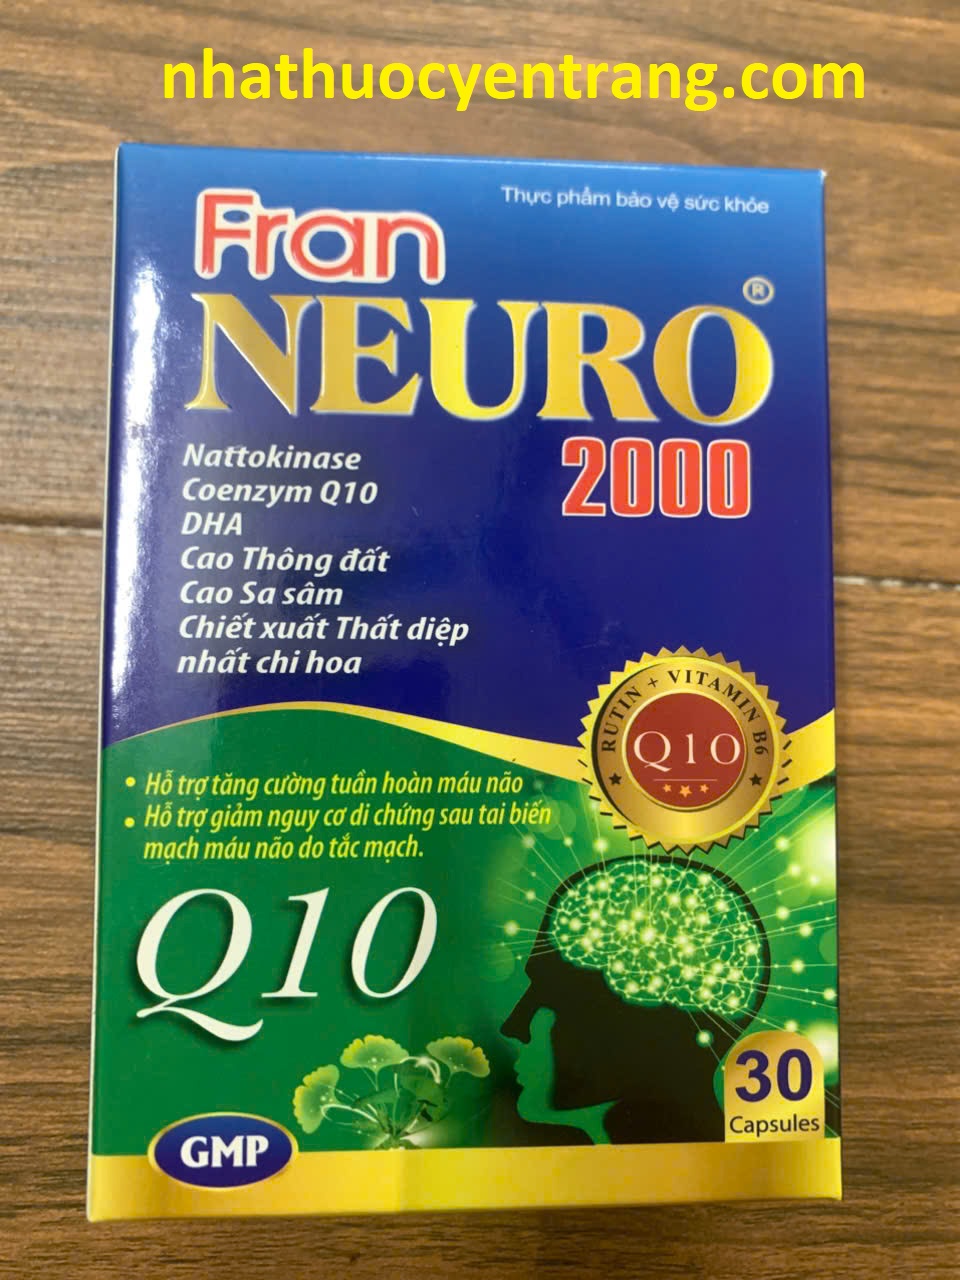 nhathuocyentrang.com
Thực phẩm bảo vệ sức khỏe
Fran
NEURO®
2000
Nattokinase
Coenzym Q10
DHA
Cao Thông đất
Cao Sa sâm
Chiết xuất Thất diệp
nhất chi hoa
RUTIN + VITAMIN B6
Q10
• Hỗ trợ tăng cường tuần hoàn máu não
• Hỗ trợ giảm nguy cơ di chứng sau tai biến
mạch máu não do tắc mạch.
Q10
30
Capsules
GMP